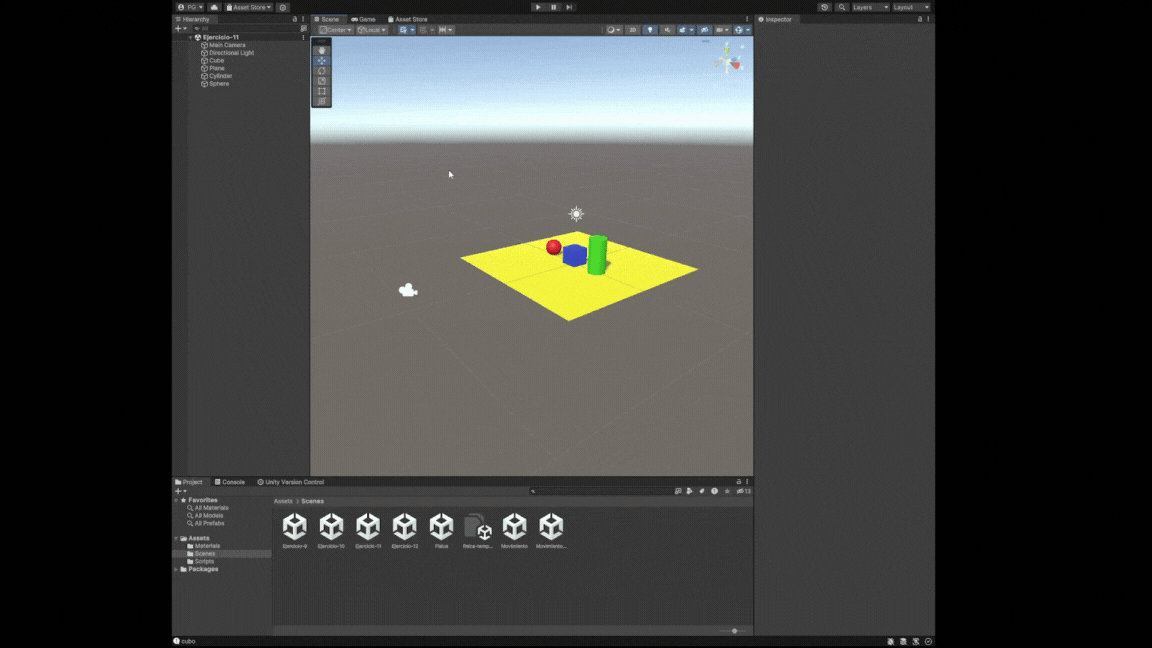 PG Asset Store Layers Layout
Hierarchy Scene Game Asset Store Inspector
All Center Local 2D
Ejercicio-11
Main Camera
Directional Light
Cube
Plane
Cylinder
Sphere
Project Console Unity Version Control
13
Favorites
All Materials
All Models
All Prefabs
Assets
Materials
Scenes
Scripts
Packages
Assets > Scenes
Ejercicio-9 Ejercicio-10 Ejercicio-11 Ejercicio-12 Fisica Movimiento Movimiento...
cubo